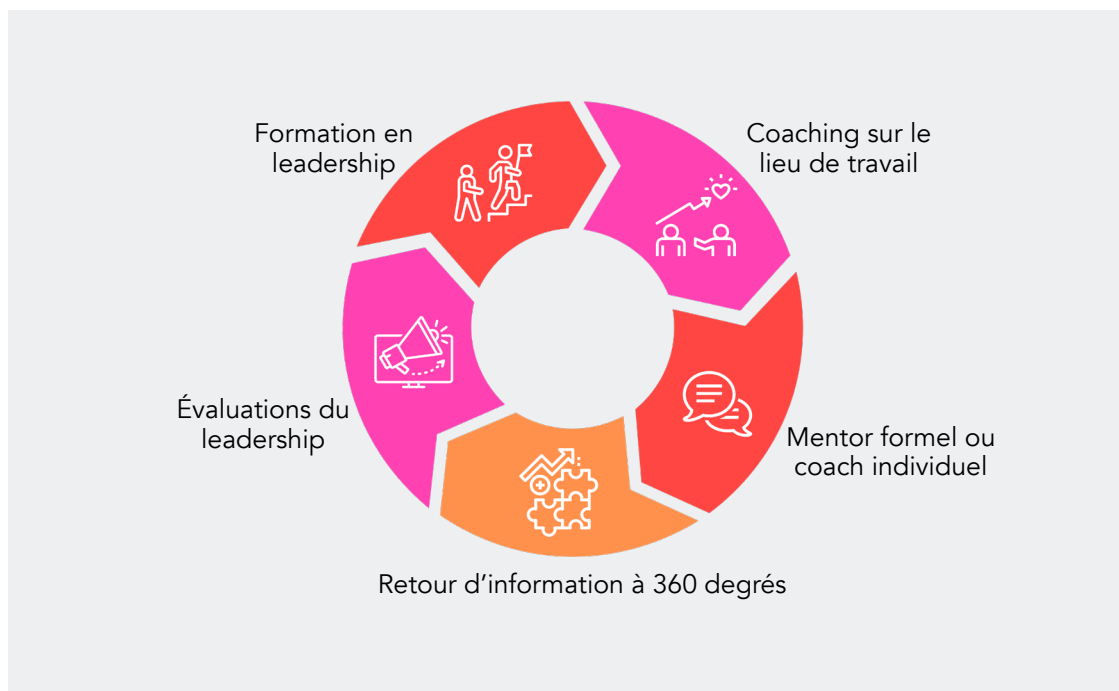 Formation en
leadership
Coaching sur le
lieu de travail
Mentor formel ou
coach individuel
Retour d’information à 360 degrés
Évaluations du
leadership